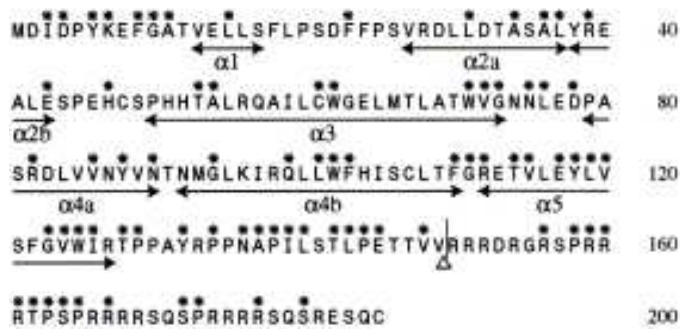 MDIDPYKEFGATVELLSFLPSDFFPSVRDLLDTASALYRE 40
α1 α2a
ALESPEHCSPHHTALRQAILCWGELMTLATWVGNNLEDPA 80
α2b α3
SRDLVVNYVNTNMGLKIRQLLWFHISCLTFGRETVLEYLV 120
α4a α4b α5
SFGVWIRTPPAYRPPNAPILSTLPETTVVRRRDRGRSPRR 160
RTPSPRRRRSQSPRRRRSQSRESQC 200